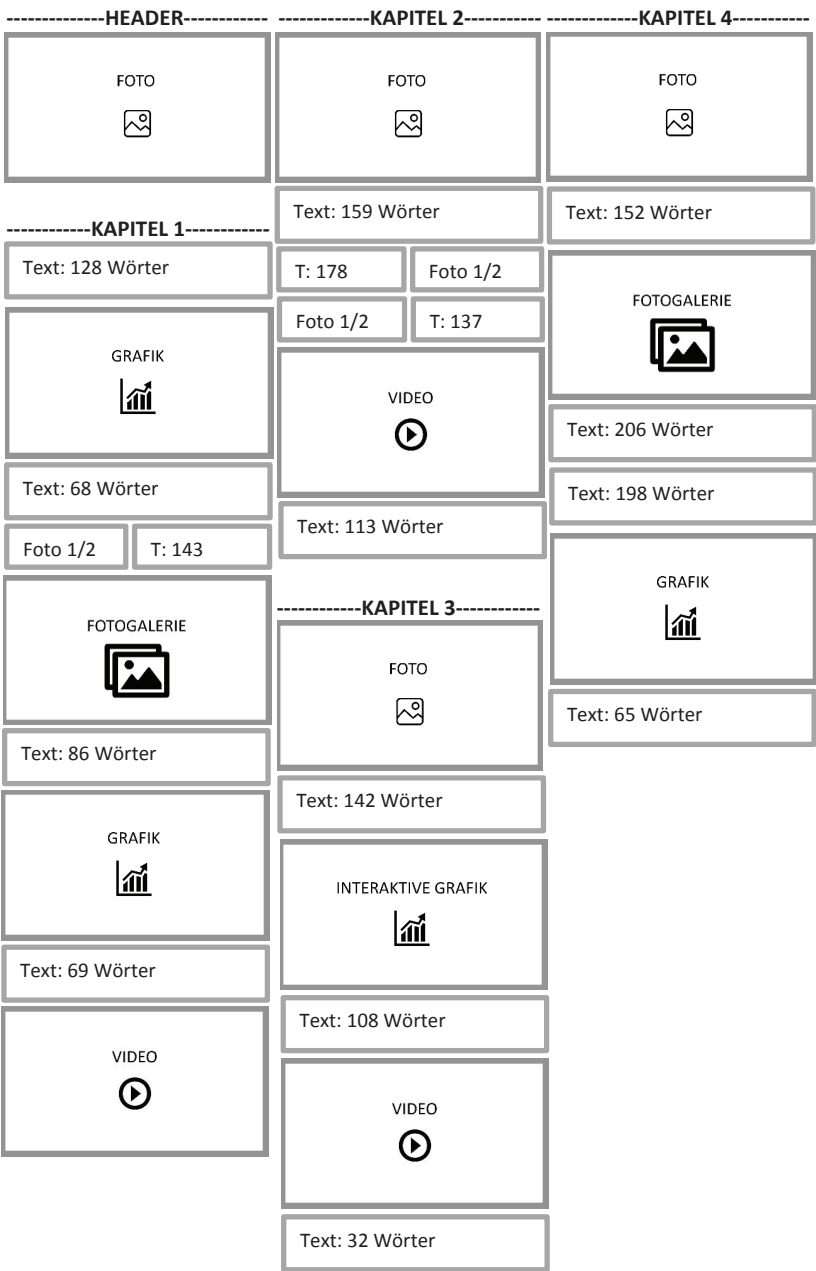 --------------HEADER------------
FOTO
------------KAPITEL 1------------
Text: 128 Wörter
GRAFIK
Text: 68 Wörter
Foto 1/2
T: 143
FOTOGALERIE
Text: 86 Wörter
GRAFIK
Text: 69 Wörter
VIDEO
-------------KAPITEL 2-----------
FOTO
Text: 159 Wörter
T: 178
Foto 1/2
Foto 1/2
T: 137
VIDEO
Text: 113 Wörter
------------KAPITEL 3------------
FOTO
Text: 142 Wörter
INTERAKTIVE GRAFIK
Text: 108 Wörter
VIDEO
Text: 32 Wörter
-------------KAPITEL 4-----------
FOTO
Text: 152 Wörter
FOTOGALERIE
Text: 206 Wörter
Text: 198 Wörter
GRAFIK
Text: 65 Wörter